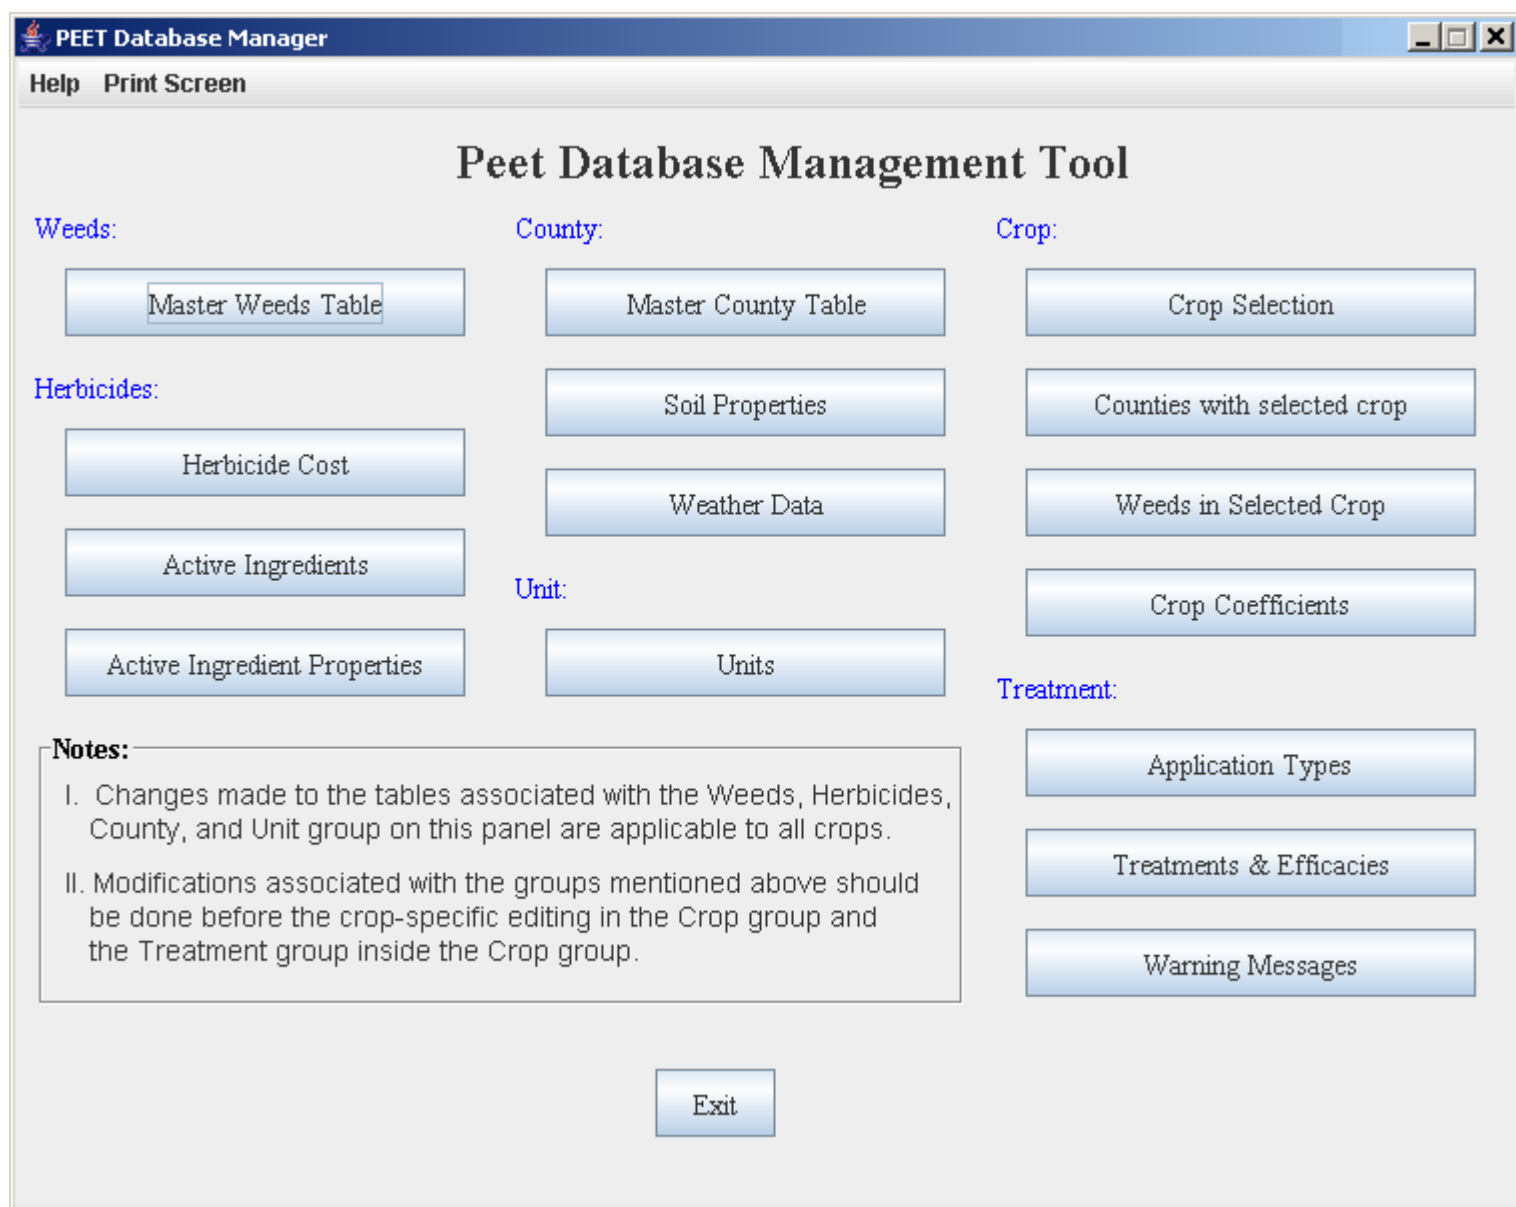 PEET Database Manager
Help Print Screen
Peet Database Management Tool
Weeds:
Master Weeds Table
Herbicides:
Herbicide Cost
Active Ingredients
Active Ingredient Properties
County:
Master County Table
Soil Properties
Weather Data
Unit:
Units
Crop:
Crop Selection
Counties with selected crop
Weeds in Selected Crop
Crop Coefficients
Treatment:
Application Types
Treatments & Efficacies
Warning Messages
Notes:
I. Changes made to the tables associated with the Weeds, Herbicides,
County, and Unit group on this panel are applicable to all crops.
II. Modifications associated with the groups mentioned above should
be done before the crop-specific editing in the Crop group and
the Treatment group inside the Crop group.
Exit